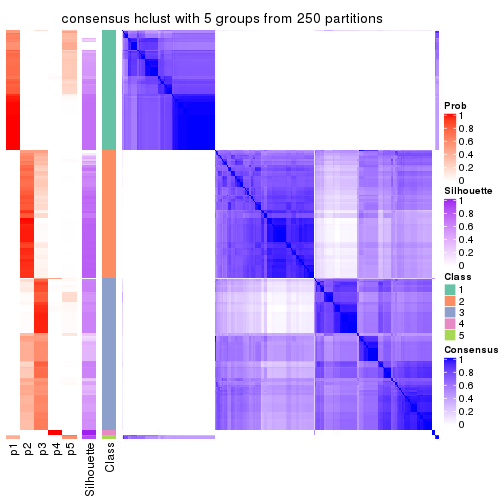 consensus hclust with 5 groups from 250 partitions
Prob
1
0.8
0.6
0.4
0.2
0
Silhouette
1
0.8
0.6
0.4
0.2
0
Class
1
2
3
4
5
Consensus
1
0.8
0.6
0.4
0.2
0
p1
p2
p3
p4
p5
Silhouette
Class